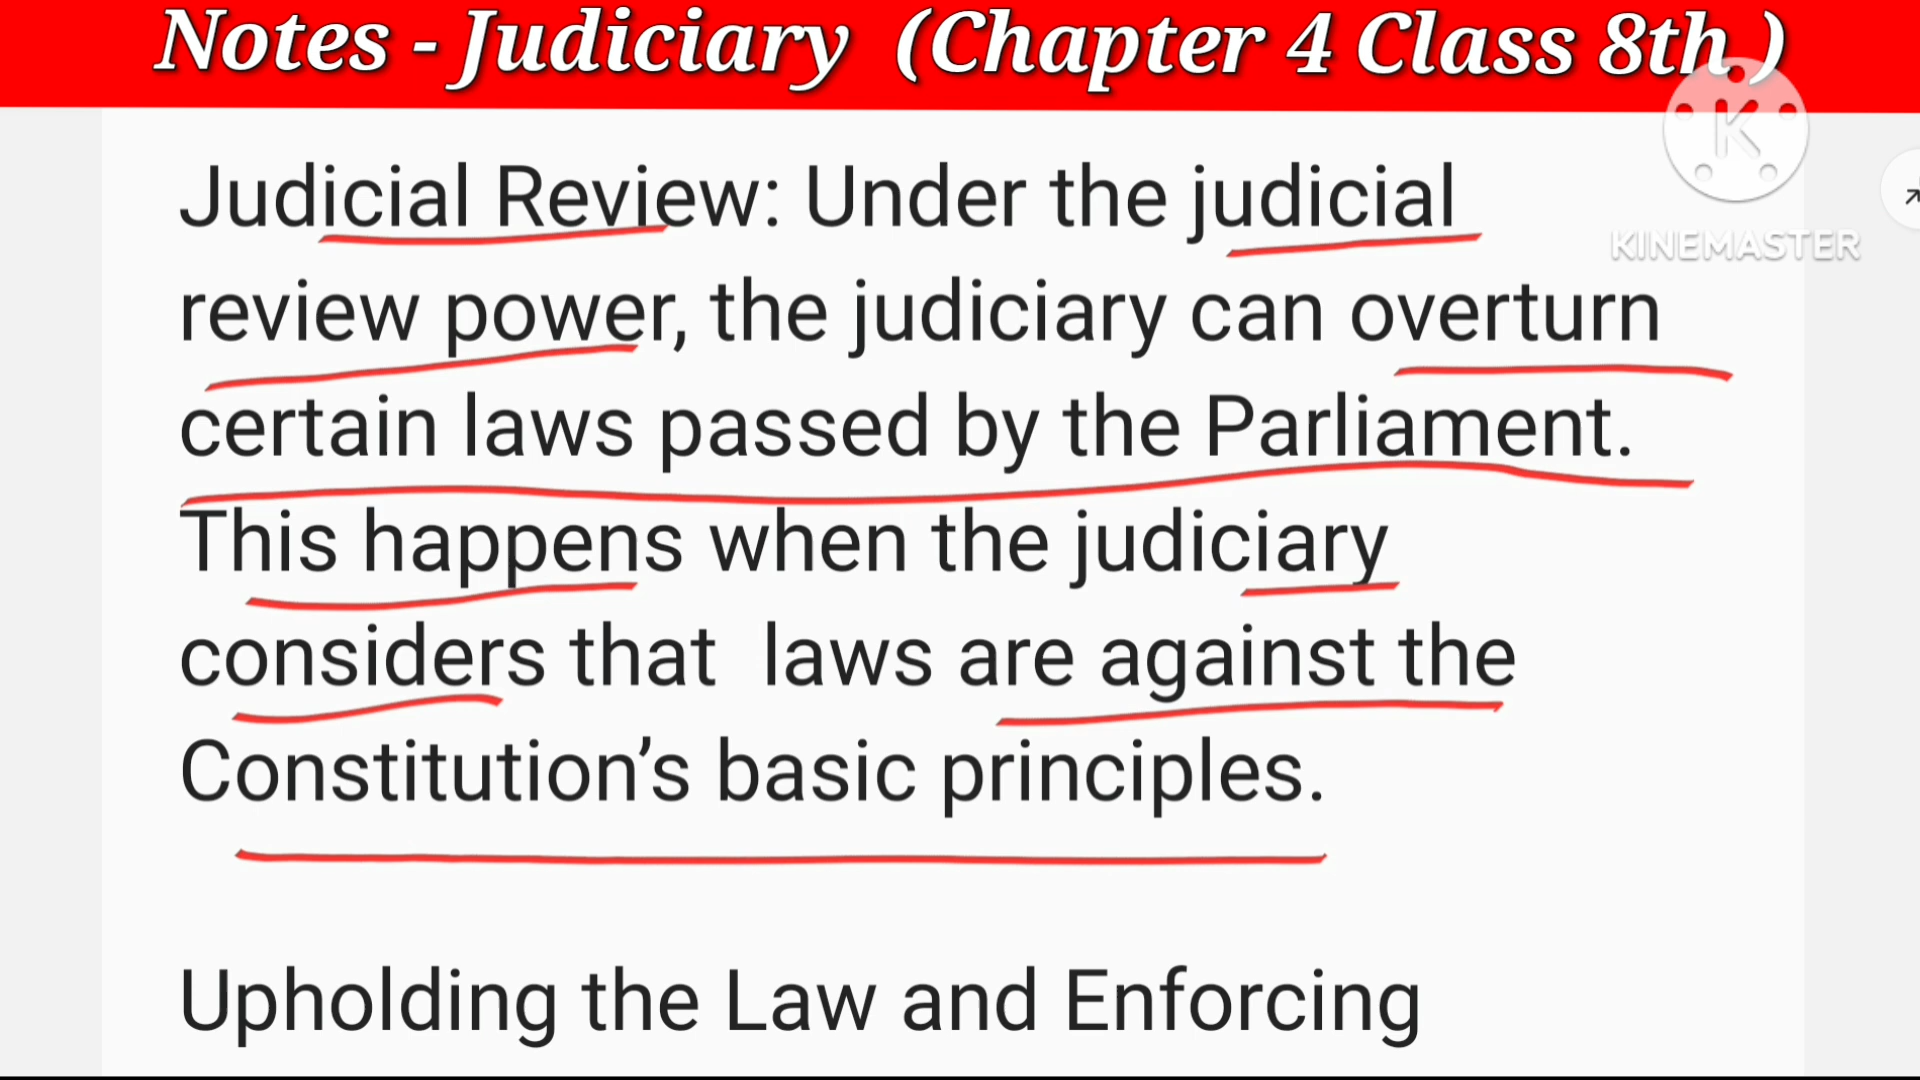 Notes - Judiciary (Chapter 4 Class 8th )
K
KINEMASTER
Judicial Review: Under the judicial
review power, the judiciary can overturn
certain laws passed by the Parliament.
This happens when the judiciary
considers that laws are against the
Constitution’s basic principles.
Upholding the Law and Enforcing